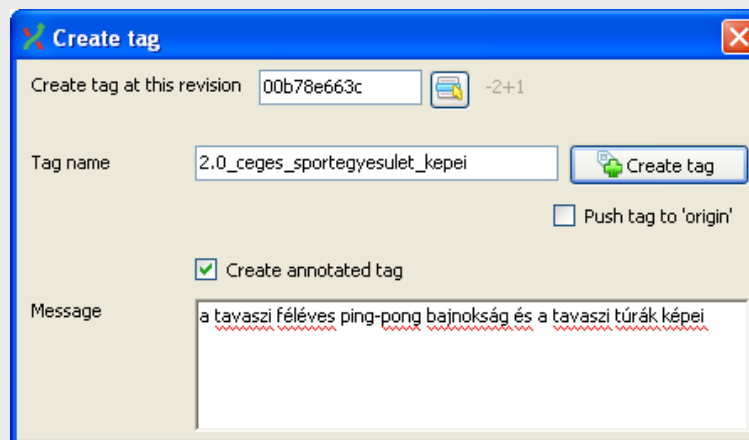 Create tag
Create tag at this revision 00b78e663c -2+1
Tag name 2.0_ceges_sportegyesulet_kepei Create tag
Push tag to 'origin'
Create annotated tag
Message a tavaszi féléves ping-pong bajnokság és a tavaszi túrák képei